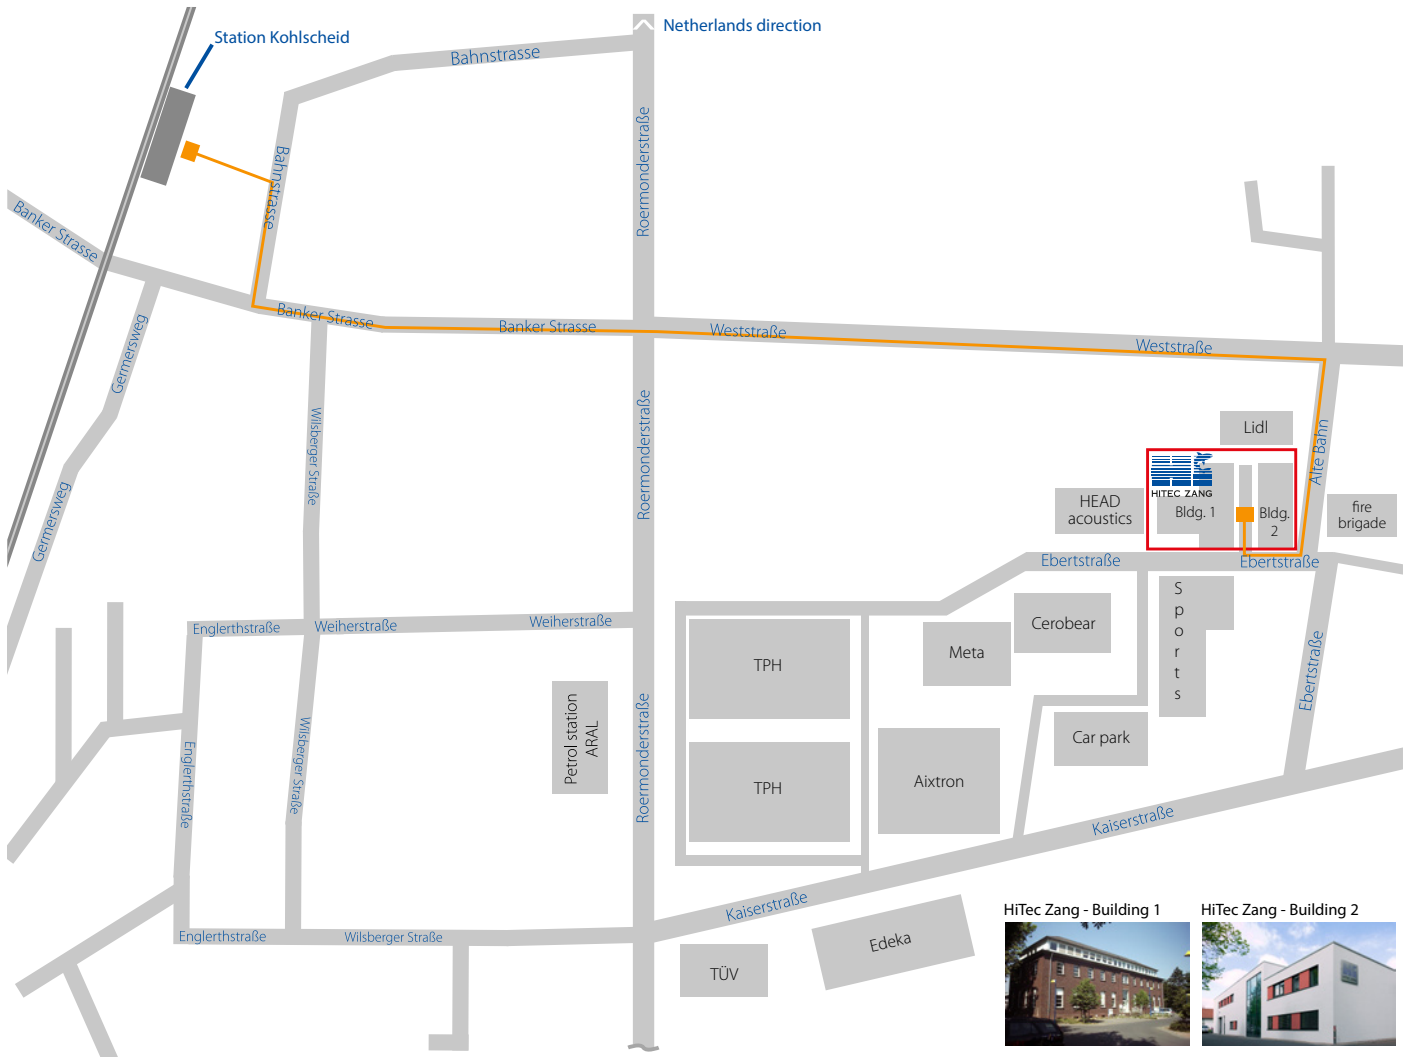 Netherlands direction
Station Kohlscheid
Bahnstrasse
Roermonderstraße
Bahnstrasse
Banker Strasse
Banker Strasse
Banker Strasse
Weststraße
Weststraße
Germersweg
Wilsberger Straße
Roermonderstraße
Lidl
Alte Bahn
HITEC ZANG
HEAD
acoustics
Bldg. 1
Bldg.
2
fire
brigade
Germersweg
Ebertstraße
Ebertstraße
Englerthstraße
Weiherstraße
Weiherstraße
Sports
Cerobear
Meta
TPH
Ebertstraße
Petrol station
ARAL
Roermonderstraße
Wilsberger Straße
Englerthstraße
Car park
TPH
Aixtron
Kaiserstraße
Kaiserstraße
Englerthstraße
Wilsberger Straße
Edeka
TÜV
HiTec Zang - Building 1
HiTec Zang - Building 2